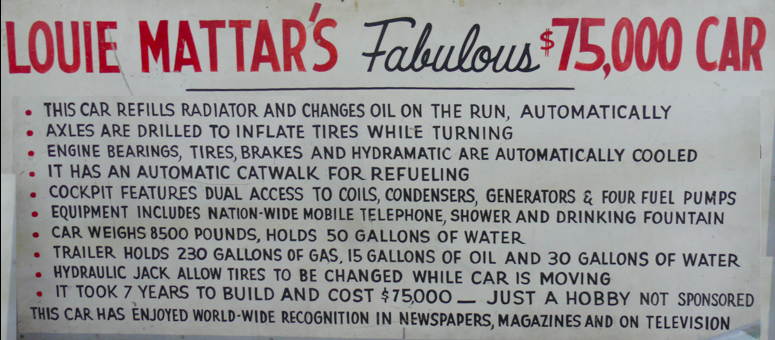 LOUIE MATTAR'S Fabulous $75,000 CAR
• THIS CAR REFILLS RADIATOR AND CHANGES OIL ON THE RUN, AUTOMATICALLY
• AXLES ARE DRILLED TO INFLATE TIRES WHILE TURNING
• ENGINE BEARINGS, TIRES, BRAKES AND HYDRAMATIC ARE AUTOMATICALLY COOLED
• IT HAS AN AUTOMATIC CATWALK FOR REFUELING
• COCKPIT FEATURES DUAL ACCESS TO COILS, CONDENSERS, GENERATORS & FOUR FUEL PUMPS
• EQUIPMENT INCLUDES NATION-WIDE MOBILE TELEPHONE, SHOWER AND DRINKING FOUNTAIN
• CAR WEIGHS 8500 POUNDS, HOLDS 50 GALLONS OF WATER
• TRAILER HOLDS 230 GALLONS OF GAS, 15 GALLONS OF OIL AND 30 GALLONS OF WATER
• HYDRAULIC JACK ALLOW TIRES TO BE CHANGED WHILE CAR IS MOVING
• IT TOOK 7 YEARS TO BUILD AND COST $75,000 — JUST A HOBBY NOT SPONSORED
THIS CAR HAS ENJOYED WORLD-WIDE RECOGNITION IN NEWSPAPERS, MAGAZINES AND ON TELEVISION